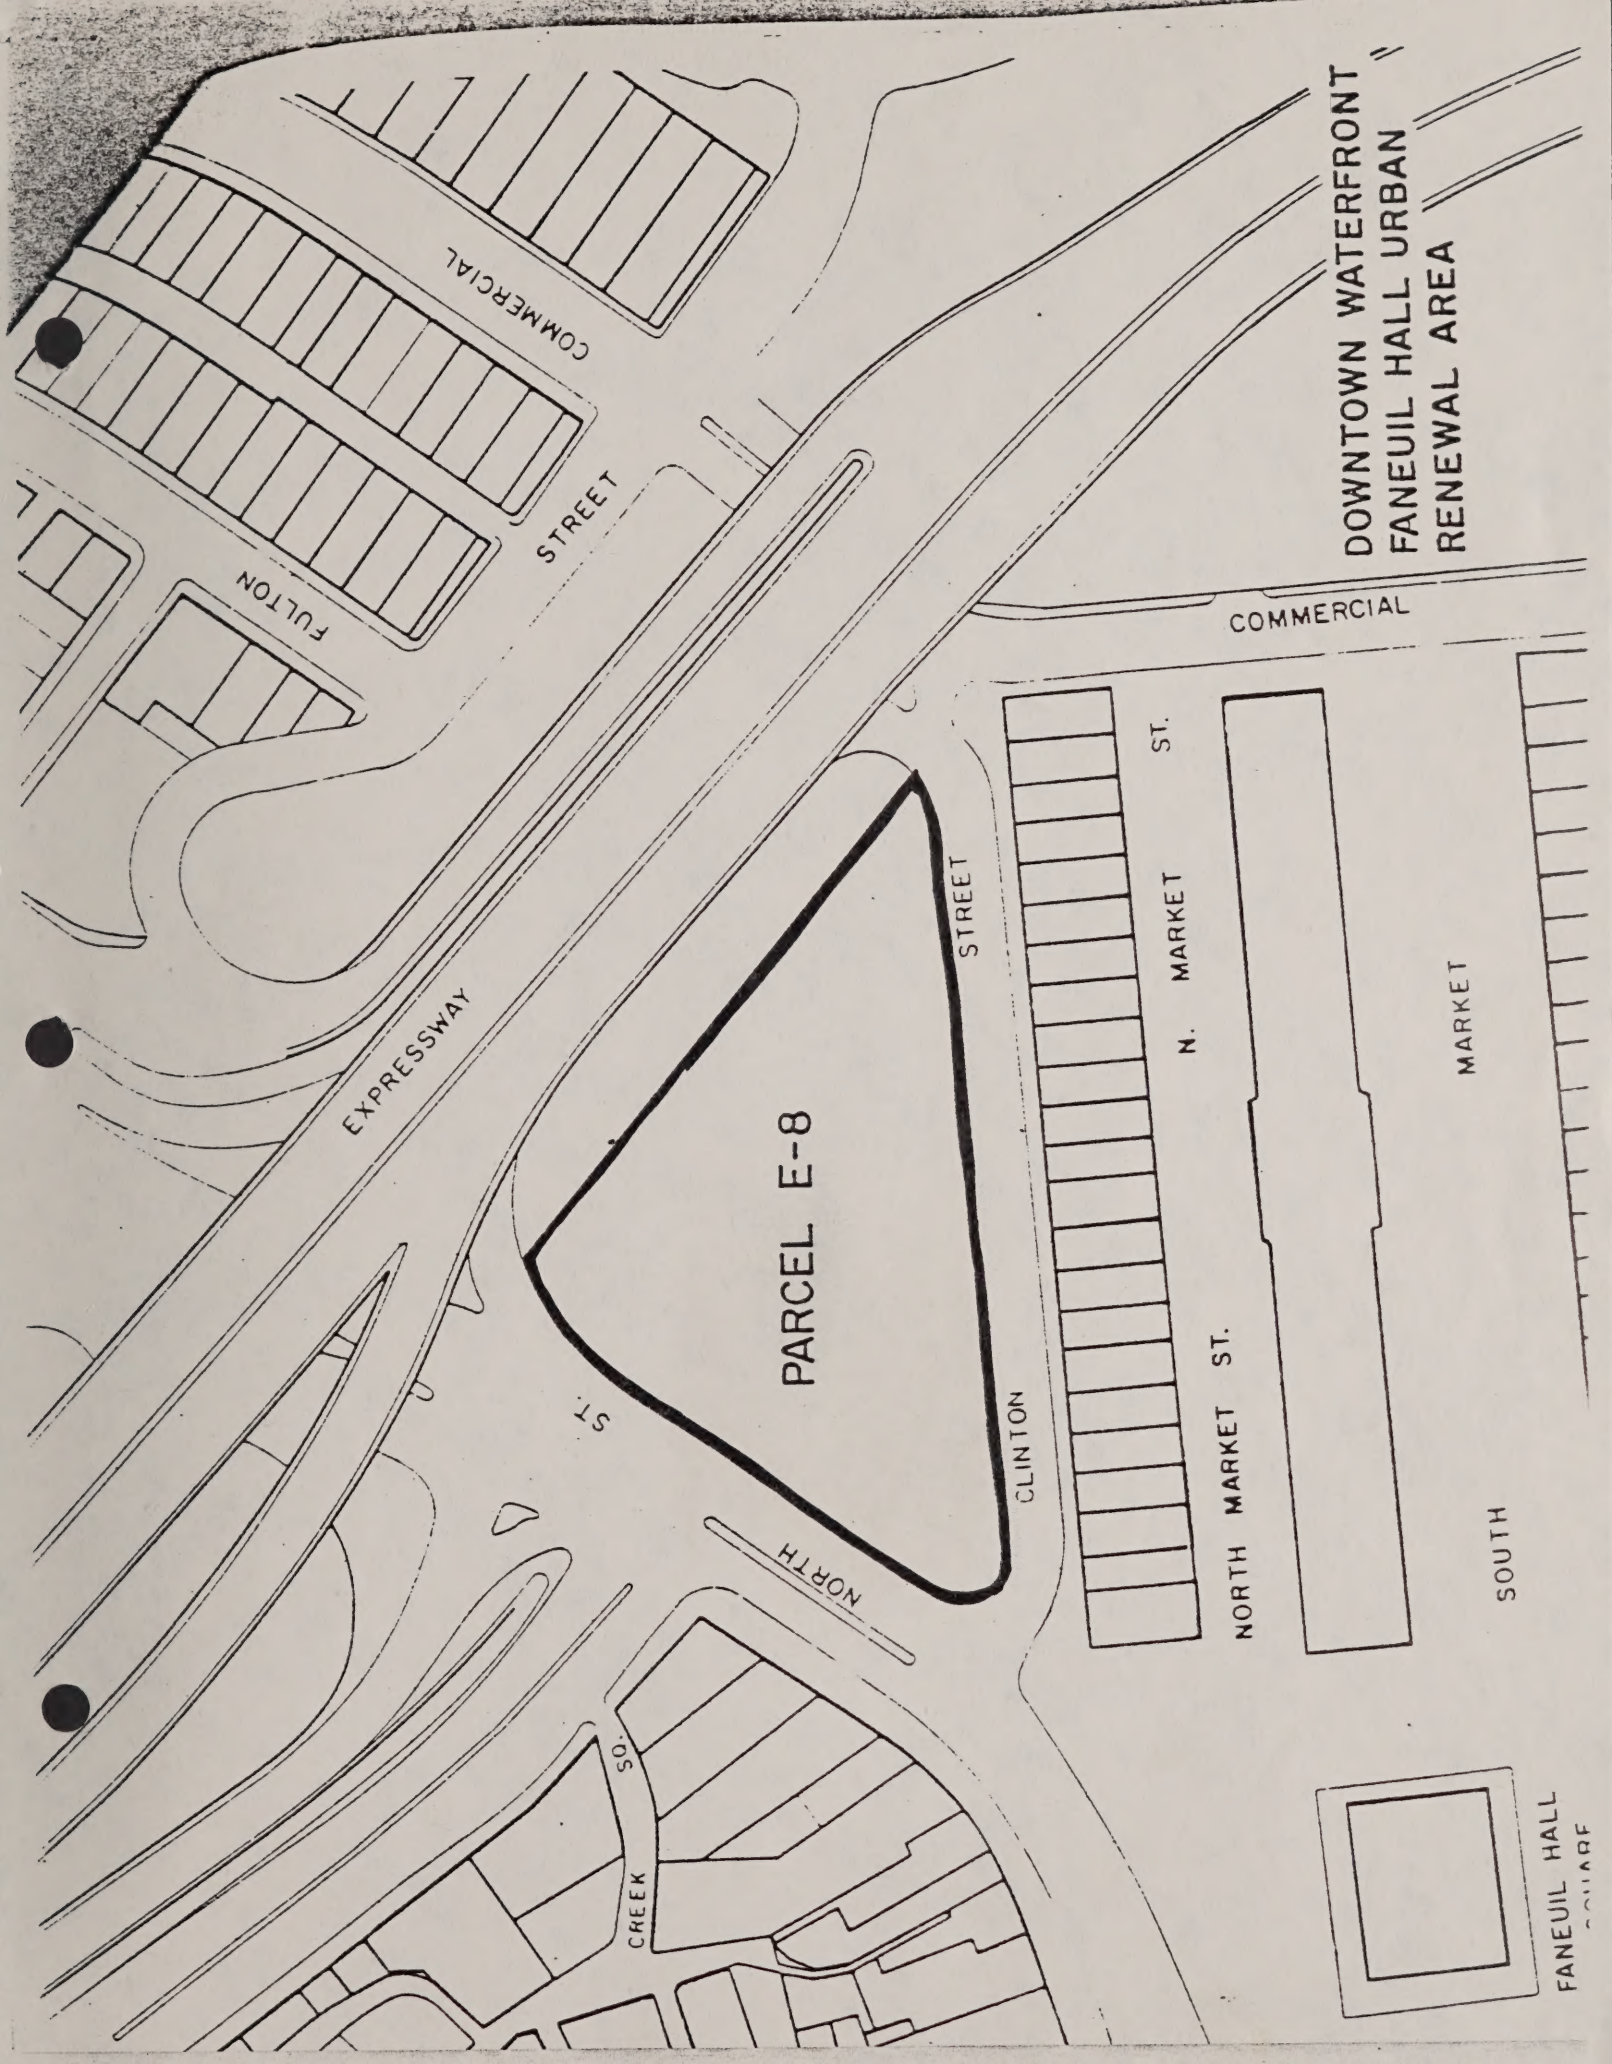 COMMERCIAL
FULTON
STREET
EXPRESSWAY
ST.
NORTH
CREEK
SQ.
PARCEL E-8
CLINTON
STREET
COMMERCIAL
N. MARKET ST.
NORTH MARKET ST.
SOUTH
MARKET
FANEUIL HALL
DOWNTOWN WATERFRONT
FANEUIL HALL URBAN
RENEWAL AREA